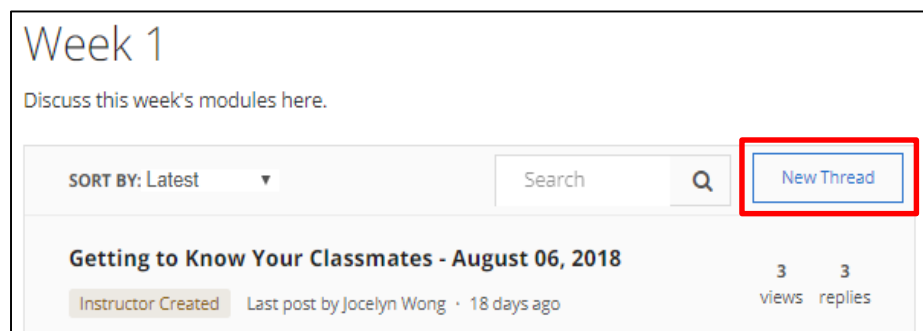 Week 1
Discuss this week's modules here.
SORT BY: Latest Search New Thread
Getting to Know Your Classmates - August 06, 2018
3 3
Instructor Created Last post by Jocelyn Wong · 18 days ago views replies